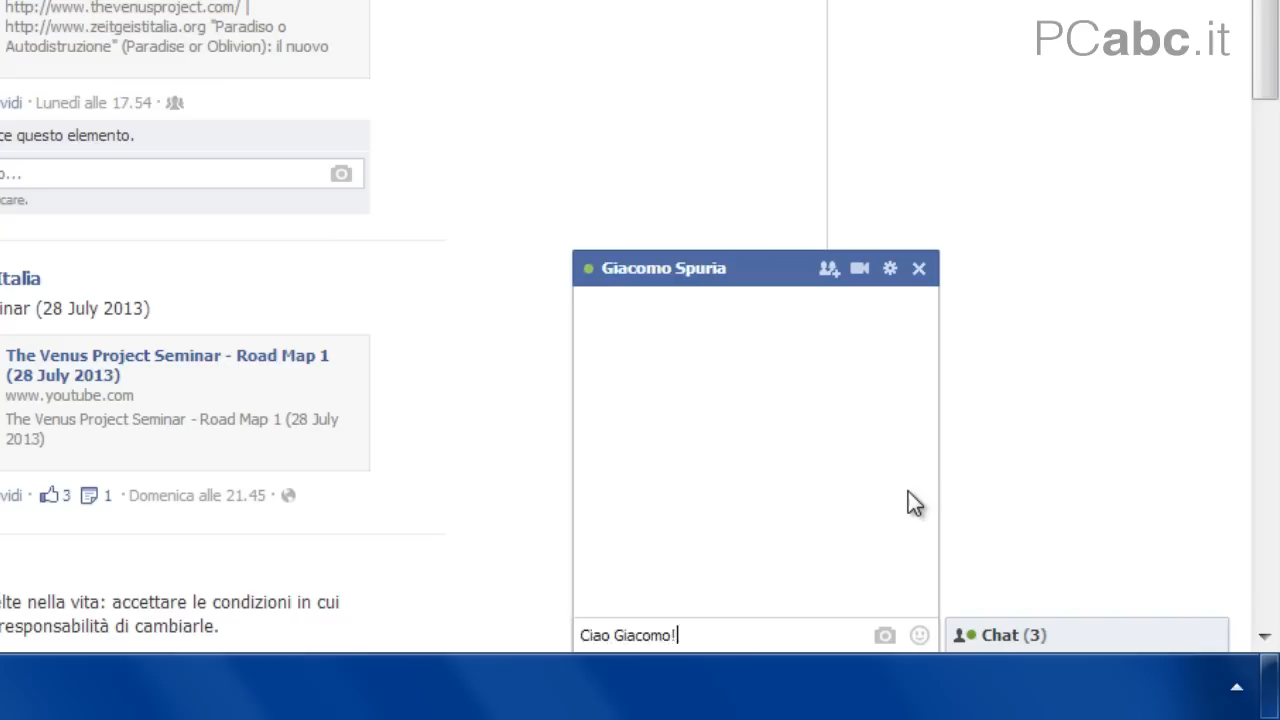 http://www.thevenusproject.com/ |
http://www.zeitgeistitalia.org "Paradiso o
Autodistruzione" (Paradise or Oblivion): il nuovo
PCabc.it
vidi · Lunedì alle 17.54 ·
ce questo elemento.
o...
care.
Italia
inar (28 July 2013)
The Venus Project Seminar - Road Map 1
(28 July 2013)
www.youtube.com
The Venus Project Seminar - Road Map 1 (28 July
2013)
vidi · 3 1 · Domenica alle 21.45 ·
lte nella vita: accettare le condizioni in cui
responsabilità di cambiarle.
Giacomo Spuria
Ciao Giacomo!
Chat (3)